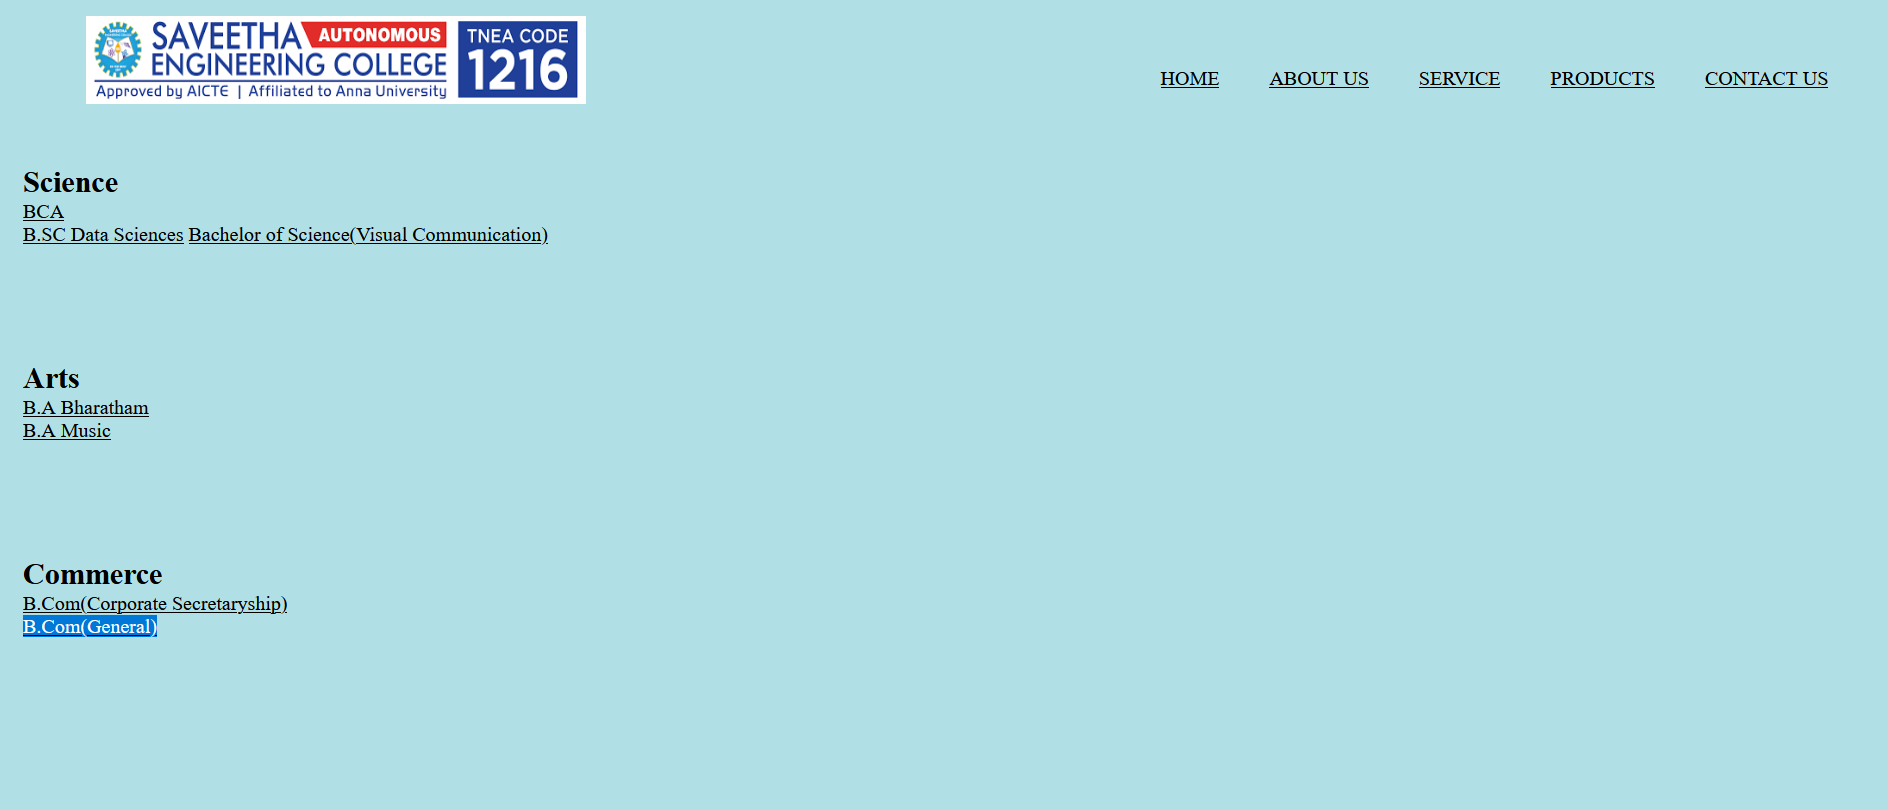 SAVEETHA AUTONOMOUS
ENGINEERING COLLEGE
Approved by AICTE | Affiliated to Anna University
TNEA CODE
1216
HOME ABOUT US SERVICE PRODUCTS CONTACT US
Science
BCA
B.SC Data Sciences Bachelor of Science(Visual Communication)
Arts
B.A Bharatham
B.A Music
Commerce
B.Com(Corporate Secretaryship)
B.Com(General)